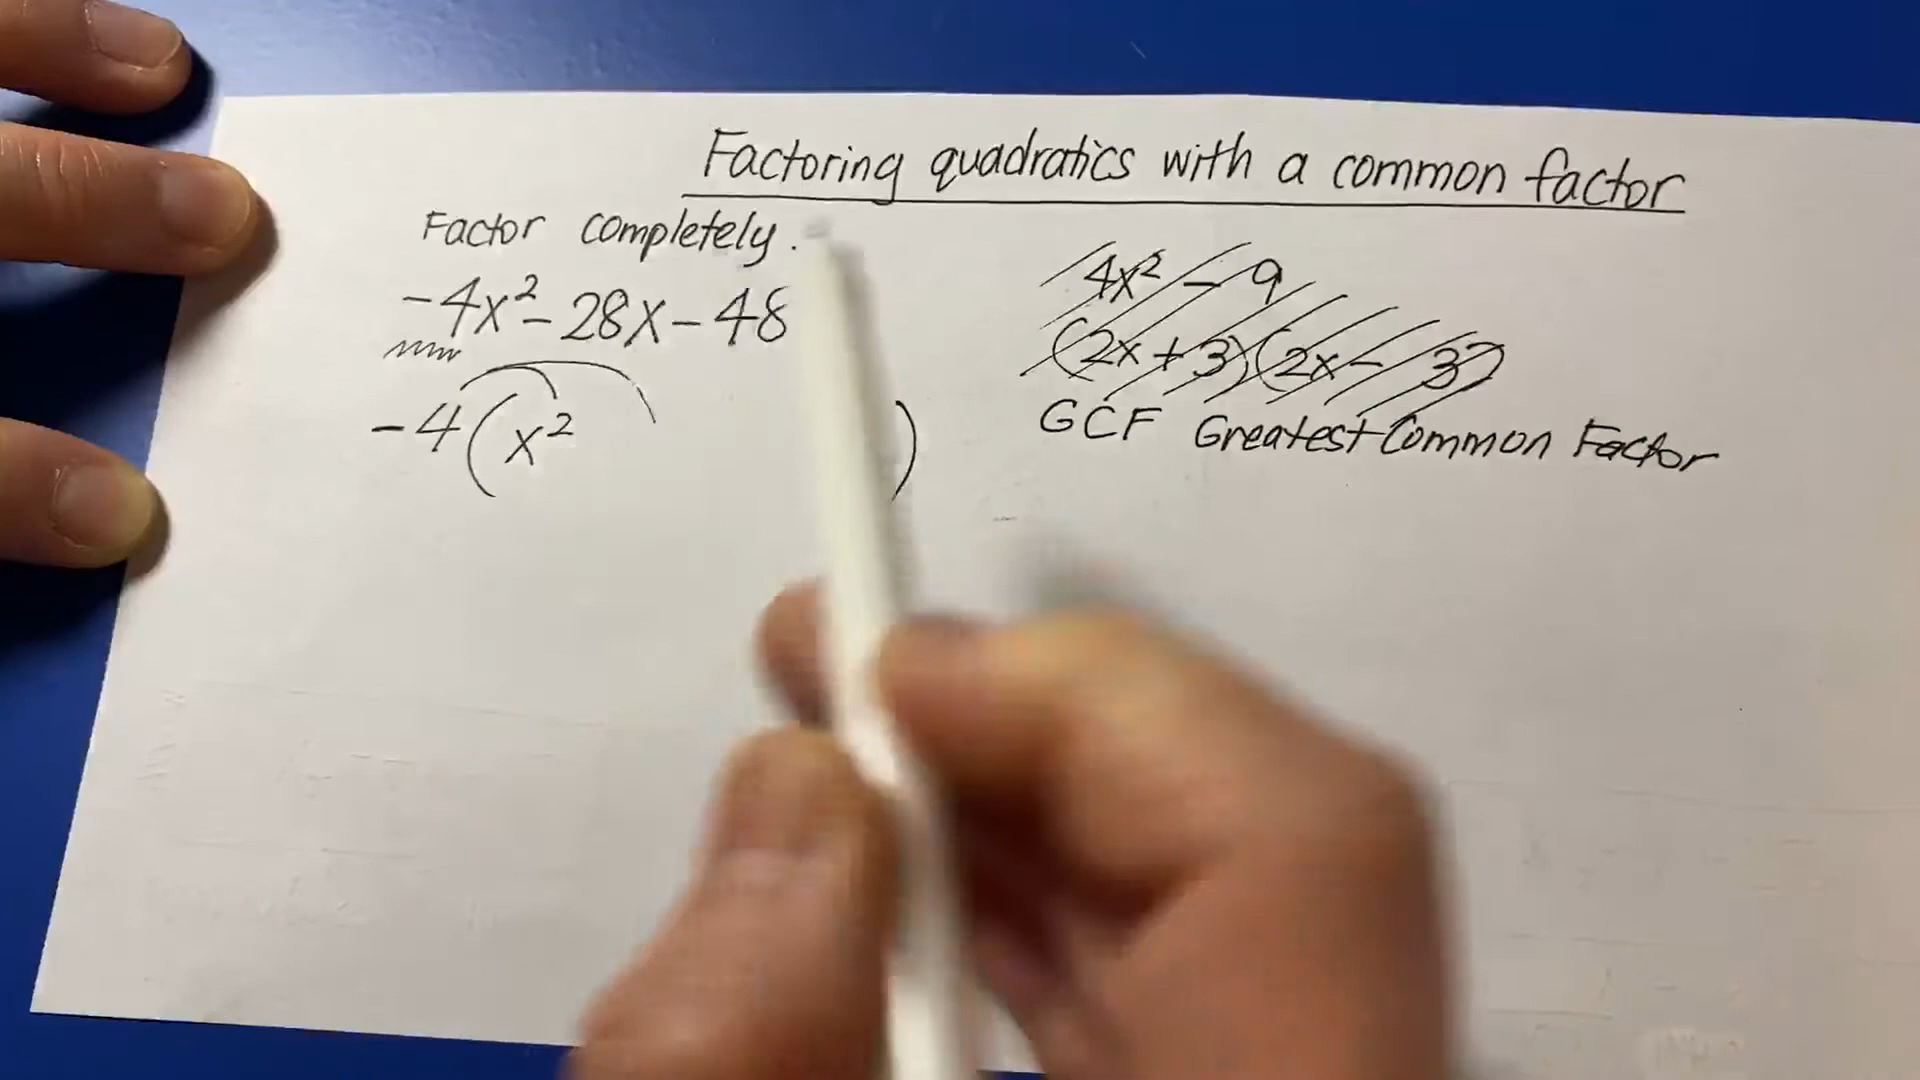 Factoring quadratics with a common factor
Factor completely.
-4x² - 28x - 48
-4(x² )
4x² - 9
(2x + 3)(2x - 3)
GCF Greatest Common Factor